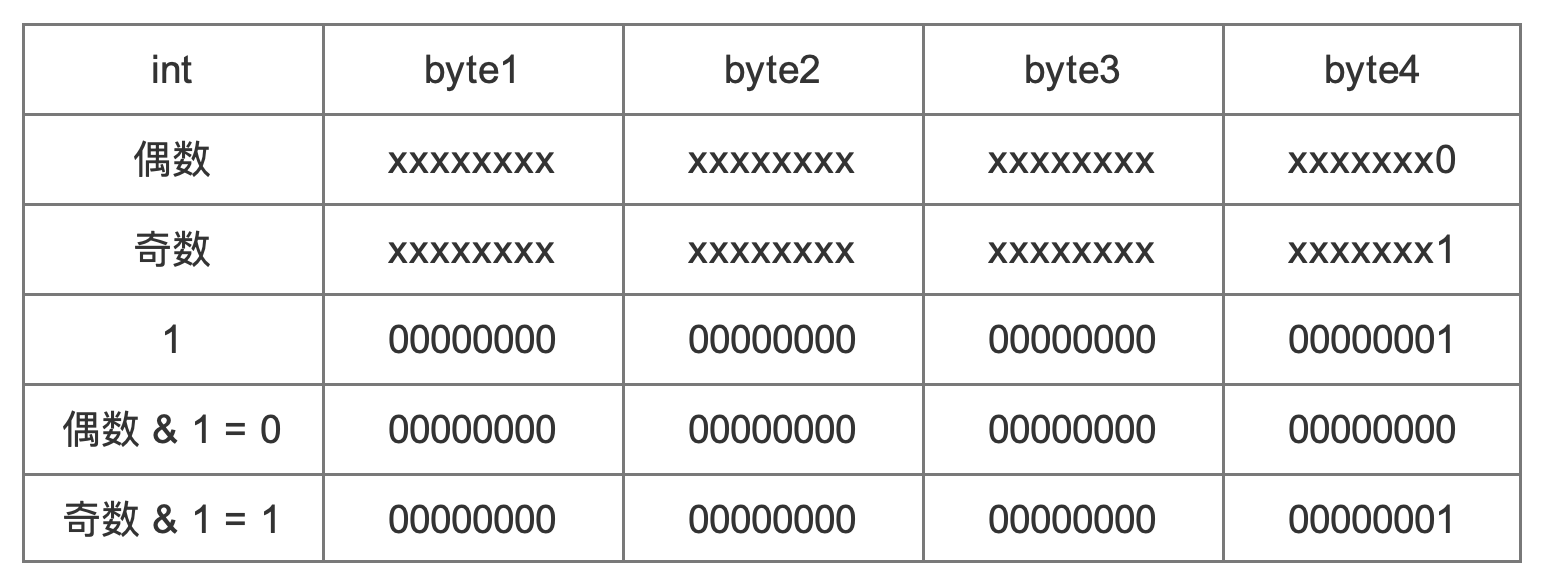 int byte1 byte2 byte3 byte4
偶数 xxxxxxxx xxxxxxxx xxxxxxxx xxxxxxx0
奇数 xxxxxxxx xxxxxxxx xxxxxxxx xxxxxxx1
1 00000000 00000000 00000000 00000001
偶数 & 1 = 0 00000000 00000000 00000000 00000000
奇数 & 1 = 1 00000000 00000000 00000000 00000001